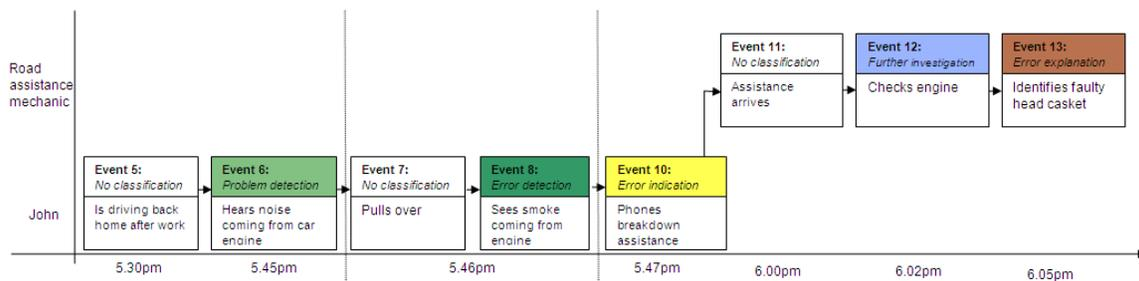 Road
assistance
mechanic
Event 11:
No classification
Assistance
arrives
Event 12:
Further investigation
Checks engine
Event 13:
Error explanation
Identifies faulty
head casket
John
Event 5:
No classification
Is driving back
home after work
Event 6:
Problem detection
Hears noise
coming from car
engine
Event 7:
No classification
Pulls over
Event 8:
Error detection
Sees smoke
coming from
engine
Event 10:
Error indication
Phones
breakdown
assistance
5.30pm
5.45pm
5.46pm
5.47pm
6.00pm
6.02pm
6.05pm